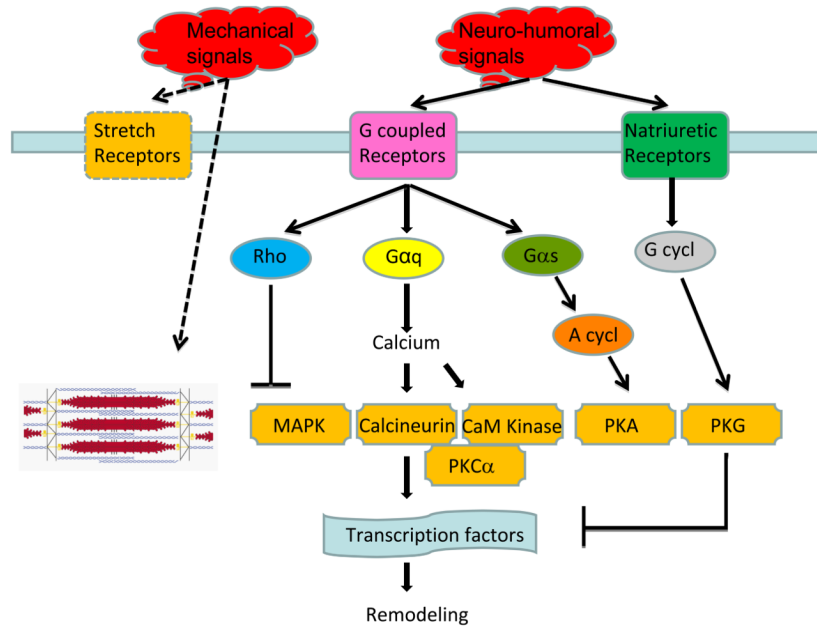 Mechanical
signals
Neuro-humoral
signals
Stretch
Receptors
G coupled
Receptors
Natriuretic
Receptors
Rho
Gαq
Gαs
G cycl
A cycl
Calcium
MAPK
Calcineurin
CaM Kinase
PKA
PKG
PKCα
Transcription factors
Remodeling